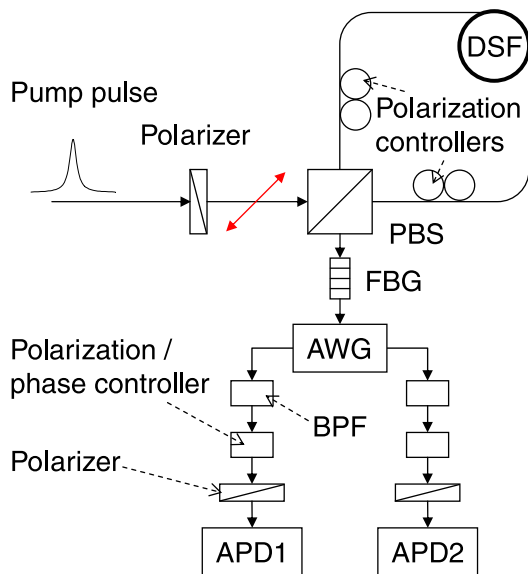 DSF
Pump pulse
Polarizer
Polarization
controllers
PBS
FBG
AWG
Polarization /
phase controller
BPF
Polarizer
APD1
APD2